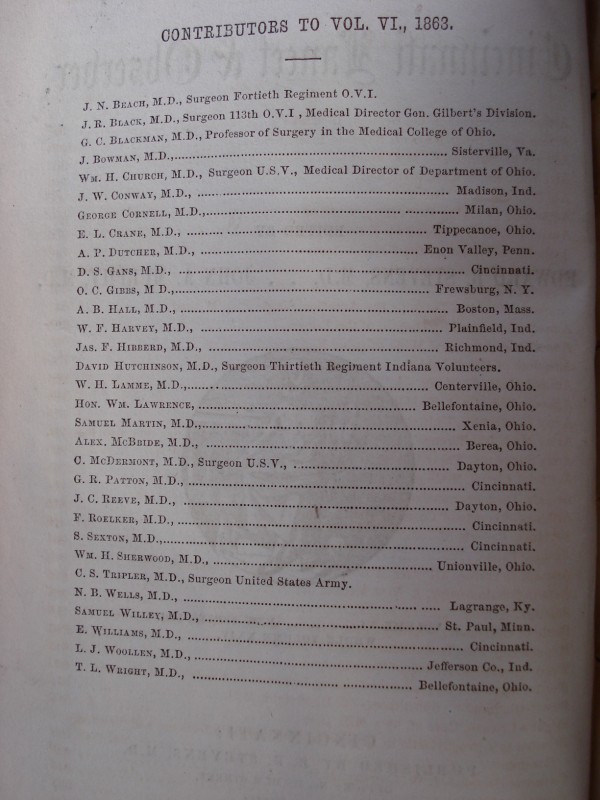 CONTRIBUTORS TO VOL. VI., 1863.
J. N. BEACH, M.D., Surgeon Fortieth Regiment O.V.I.
J. R. BLACK, M.D., Surgeon 113th O.V.I , Medical Director Gen. Gilbert's Division.
G. C. BLACKMAN, M.D., Professor of Surgery in the Medical College of Ohio.
J. BOWMAN, M.D.,........ Sisterville, Va.
WM. H. CHURCH, M.D., Surgeon U.S.V., Medical Director of Department of Ohio.
J. W. CONWAY, M.D., ........ Madison, Ind.
GEORGE CORNELL, M.D.,........ Milan, Ohio.
E. L. CRANE, M.D., ........ Tippecanoe, Ohio.
A. P. DUTCHER, M.D., ........ Enon Valley, Penn.
D. S. GANS, M.D., ........ Cincinnati.
O. C. GIBBS, M D.,........ Frewsburg, N. Y.
A. B. HALL, M.D., ........ Boston, Mass.
W. F. HARVEY, M.D., ........ Plainfield, Ind.
JAS. F. HIBBERD, M.D., ........ Richmond, Ind.
DAVID HUTCHINSON, M.D., Surgeon Thirtieth Regiment Indiana Volunteers.
W. H. LAMME, M.D.,........ Centerville, Ohio.
HON. WM. LAWRENCE, ........ Bellefontaine, Ohio.
SAMUEL MARTIN, M.D.,........ Xenia, Ohio.
ALEX. MCBRIDE, M.D., ........ Berea, Ohio.
C. MCDERMONT, M.D., Surgeon U.S.V., ........ Dayton, Ohio.
G. R. PATTON, M.D., ........ Cincinnati.
J. C. REEVE, M.D., ........ Dayton, Ohio.
F. ROELKER, M.D., ........ Cincinnati.
S. SEXTON, M.D.,........ Cincinnati.
WM. H. SHERWOOD, M.D., ........ Unionville, Ohio.
C. S. TRIPLER, M.D., Surgeon United States Army.
N. B. WELLS, M.D., ........ Lagrange, Ky.
SAMUEL WILLEY, M.D., ........ St. Paul, Minn.
E. WILLIAMS, M.D., ........ Cincinnati.
L. J. WOOLLEN, M.D., ........ Jefferson Co., Ind.
T. L. WRIGHT, M.D., ........ Bellefontaine, Ohio.